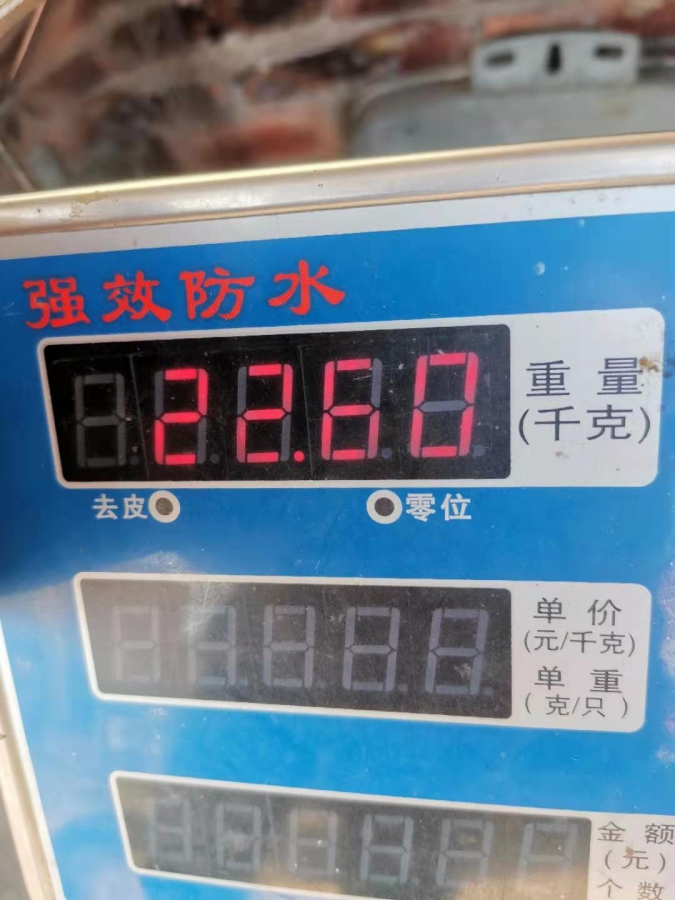 强效防水
22.60
重量
(千克)
去皮
零位
单价
(元/千克)
单重
(克/只)
金额
(元)
个数